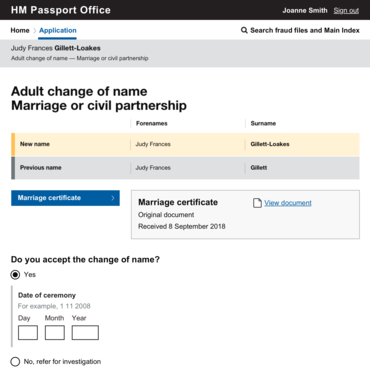 HM Passport Office
Joanne Smith Sign out
Home Application
Search fraud files and Main Index
Judy Frances Gillett-Loakes
Adult change of name — Marriage or civil partnership
Adult change of name
Marriage or civil partnership
Forenames Surname
New name Judy Frances Gillett-Loakes
Previous name Judy Frances Gillett
Marriage certificate
Marriage certificate
View document
Original document
Received 8 September 2018
Do you accept the change of name?
Yes
Date of ceremony
For example, 1 11 2008
Day Month Year
No, refer for investigation